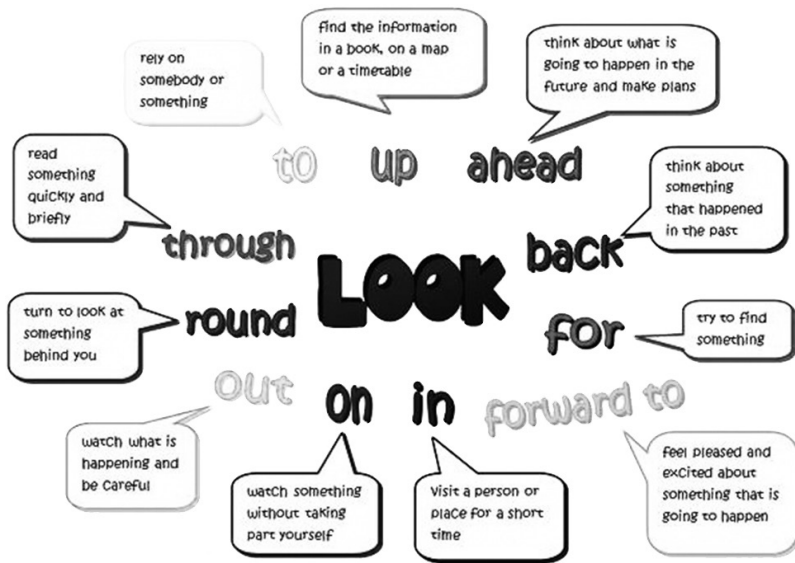 rely on
somebody or
something
find the information
in a book, on a map
or a timetable
think about what is
going to happen in the
future and make plans
to
up
ahead
read
something
quickly and
briefly
think about
something
that happened
in the past
through
LOOK
back
turn to look at
something
behind you
round
for
try to find
something
out
on
in
forward to
watch what is
happening and
be careful
watch something
without taking
part yourself
visit a person or
place for a short
time
feel pleased and
excited about
something that is
going to happen